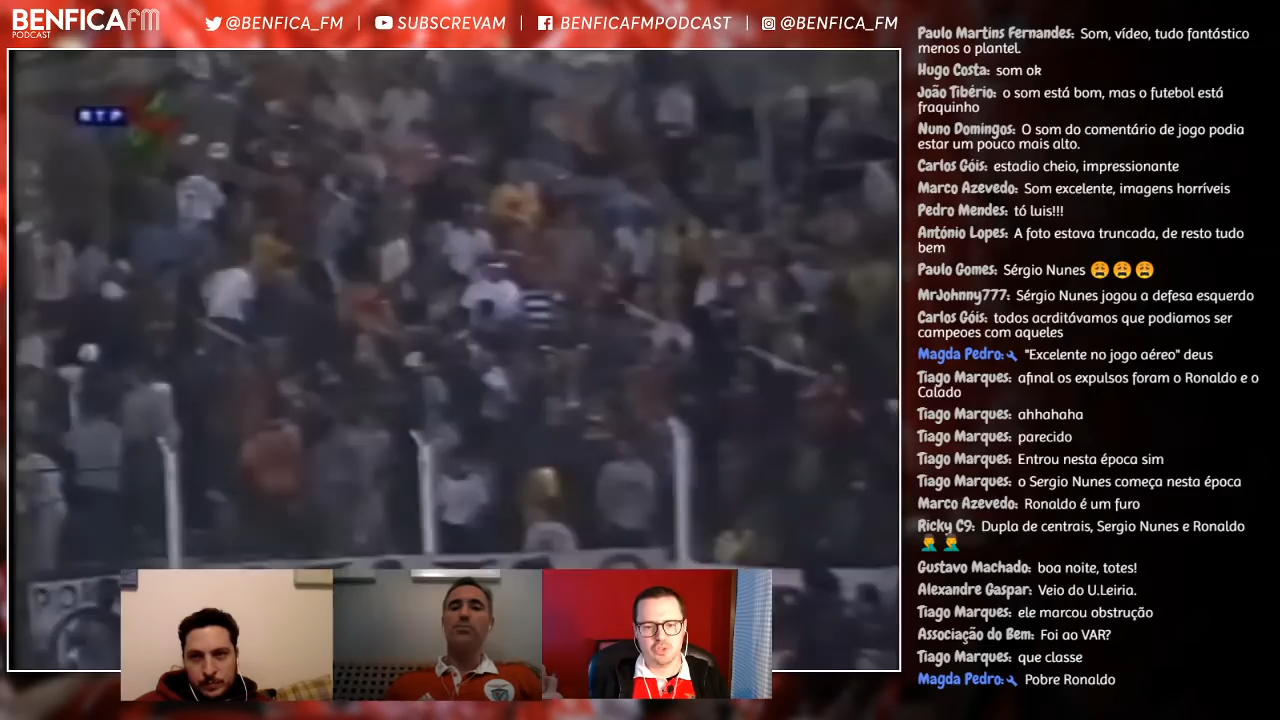 BENFICA FM
PODCAST
@BENFICA_FM | SUBSCREVAM | BENFICAFMPODCAST | @BENFICA_FM
RTP
Paulo Martins Fernandes: Som, vídeo, tudo fantástico
menos o plantel.
Hugo Costa: som ok
João Tibério: o som está bom, mas o futebol está
fraquinho
Nuno Domingos: O som do comentário de jogo podia
estar um pouco mais alto.
Carlos Góis: estadio cheio, impressionante
Marco Azevedo: Som excelente, imagens horríveis
Pedro Mendes: tó luis!!!
António Lopes: A foto estava truncada, de resto tudo
bem
Paulo Gomes: Sérgio Nunes 😩😩😩
MrJohnny777: Sérgio Nunes jogou a defesa esquerdo
Carlos Góis: todos acrditávamos que podiamos ser
campeoes com aqueles
Magda Pedro: "Excelente no jogo aéreo" deus
Tiago Marques: afinal os expulsos foram o Ronaldo e o
Calado
Tiago Marques: ahhahaha
Tiago Marques: parecido
Tiago Marques: Entrou nesta época sim
Tiago Marques: o Sergio Nunes começa nesta época
Marco Azevedo: Ronaldo é um furo
Ricky C9: Dupla de centrais, Sergio Nunes e Ronaldo
🤦‍♂️🤦‍♂️
Gustavo Machado: boa noite, totes!
Alexandre Gaspar: Veio do U.Leiria.
Tiago Marques: ele marcou obstrução
Associação do Bem: Foi ao VAR?
Tiago Marques: que classe
Magda Pedro: Pobre Ronaldo